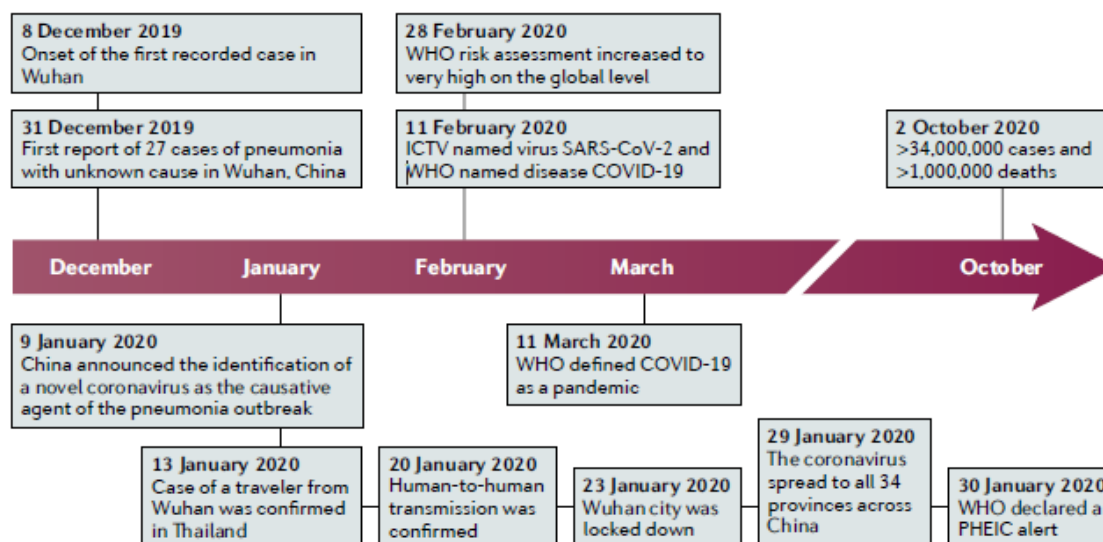 8 December 2019
Onset of the first recorded case in
Wuhan
28 February 2020
WHO risk assessment increased to
very high on the global level
31 December 2019
First report of 27 cases of pneumonia
with unknown cause in Wuhan, China
11 February 2020
ICTV named virus SARS-CoV-2 and
WHO named disease COVID-19
2 October 2020
>34,000,000 cases and
>1,000,000 deaths
December January February March October
9 January 2020
China announced the identification of
a novel coronavirus as the causative
agent of the pneumonia outbreak
11 March 2020
WHO defined COVID-19
as a pandemic
13 January 2020
Case of a traveler from
Wuhan was confirmed
in Thailand
20 January 2020
Human-to-human
transmission was
confirmed
23 January 2020
Wuhan city was
locked down
29 January 2020
The coronavirus
spread to all 34
provinces across
China
30 January 2020
WHO declared a
PHEIC alert